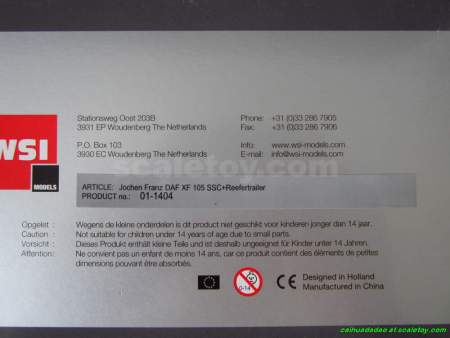 Stationsweg Oost 203B
3931 EP Woudenberg The Netherlands
Phone: +31 (0)33 286 7905
Fax: +31 (0)33 286 7906
P.O. Box 103
3930 EC Woudenberg The Netherlands
Info: www.wsi-models.com
E-mail: info@wsi-models.com
WSI
MODELS
scaletoy.com
ARTICLE: Jochen Franz DAF XF 105 SSC+Reefertrailer
PRODUCT no.: 01-1404
Opgelet : Wegens de kleine onderdelen is dit product niet geschikt voor kinderen jonger dan 14 jaar.
Caution : Not suitable for children under 14 years of age due to small parts.
Vorsicht : Dieses Produkt enthält kleine Teile und ist deshalb ungeeignet für Kinder unter 14 Jahren.
Attention: Ne convient pas un enfant de moins de 14 ans, car ce produit contient des éléments de petites
dimensions pouvant être absorbés.
0-14
CE
Designed in Holland
Manufactured in China
caihuadadao at scaletoy.com